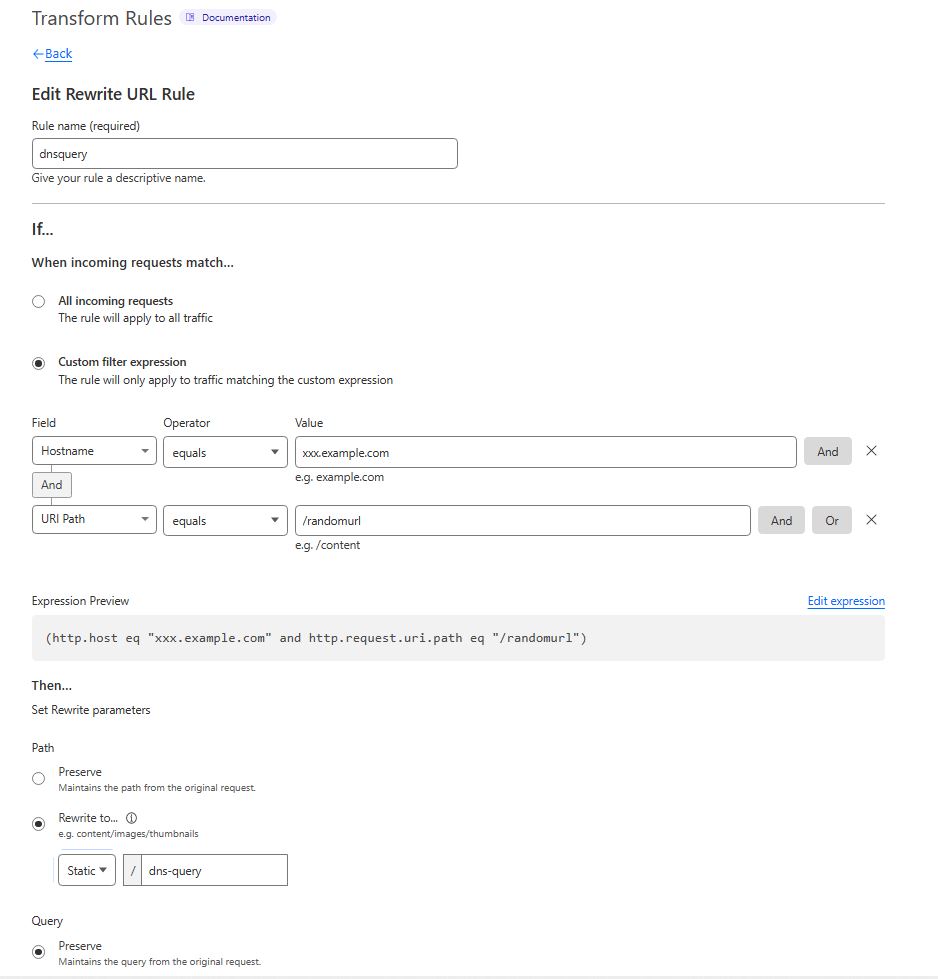 Transform Rules Documentation
←Back
Edit Rewrite URL Rule
Rule name (required)
dnsquery
Give your rule a descriptive name.
If...
When incoming requests match...
All incoming requests
The rule will apply to all traffic
Custom filter expression
The rule will only apply to traffic matching the custom expression
Field Operator Value
Hostname equals xxx.example.com And
e.g. example.com
And
URI Path equals /randomurl And Or
e.g. /content
Expression Preview Edit expression
(http.host eq "xxx.example.com" and http.request.uri.path eq "/randomurl")
Then...
Set Rewrite parameters
Path
Preserve
Maintains the path from the original request.
Rewrite to...
e.g. content/images/thumbnails
Static / dns-query
Query
Preserve
Maintains the query from the original request.